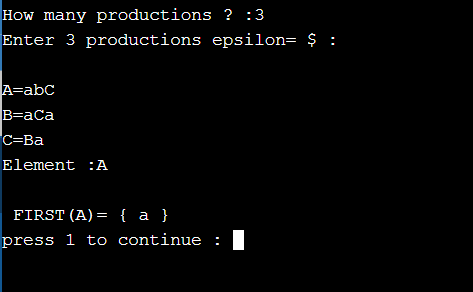 How many productions ? :3
Enter 3 productions epsilon= $ :
A=abC
B=aCa
C=Ba
Element :A
FIRST(A)= { a }
press 1 to continue :